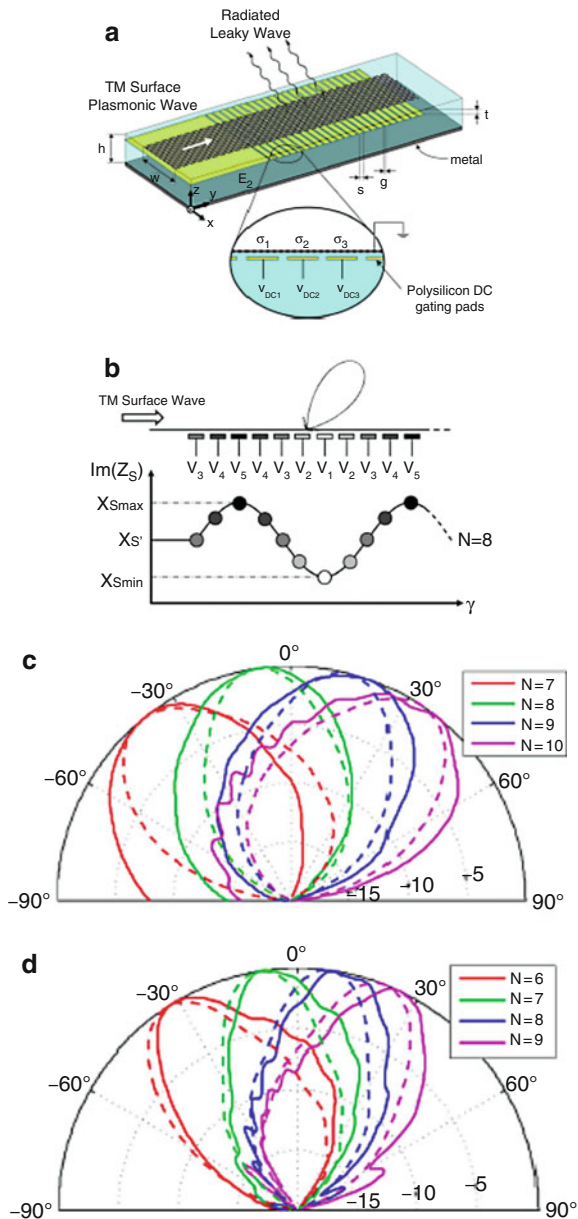 a
Radiated
Leaky Wave
TM Surface
Plasmonic Wave
h
w
E2
z
y
x
s
g
t
metal
σ1 σ2 σ3
VDC1 VDC2 VDC3
Polysilicon DC
gating pads
b
TM Surface Wave
V3 V4 V5 V4 V3 V2 V1 V2 V3 V4 V5
Im(ZS)
XSmax
XS'
XSmin
N=8
γ
c
0°
−30° 30°
−60° 60°
−90° 90°
−15 −10 −5
N=7
N=8
N=9
N=10
d
0°
−30° 30°
−60° 60°
−90° 90°
−15 −10 −5
N=6
N=7
N=8
N=9